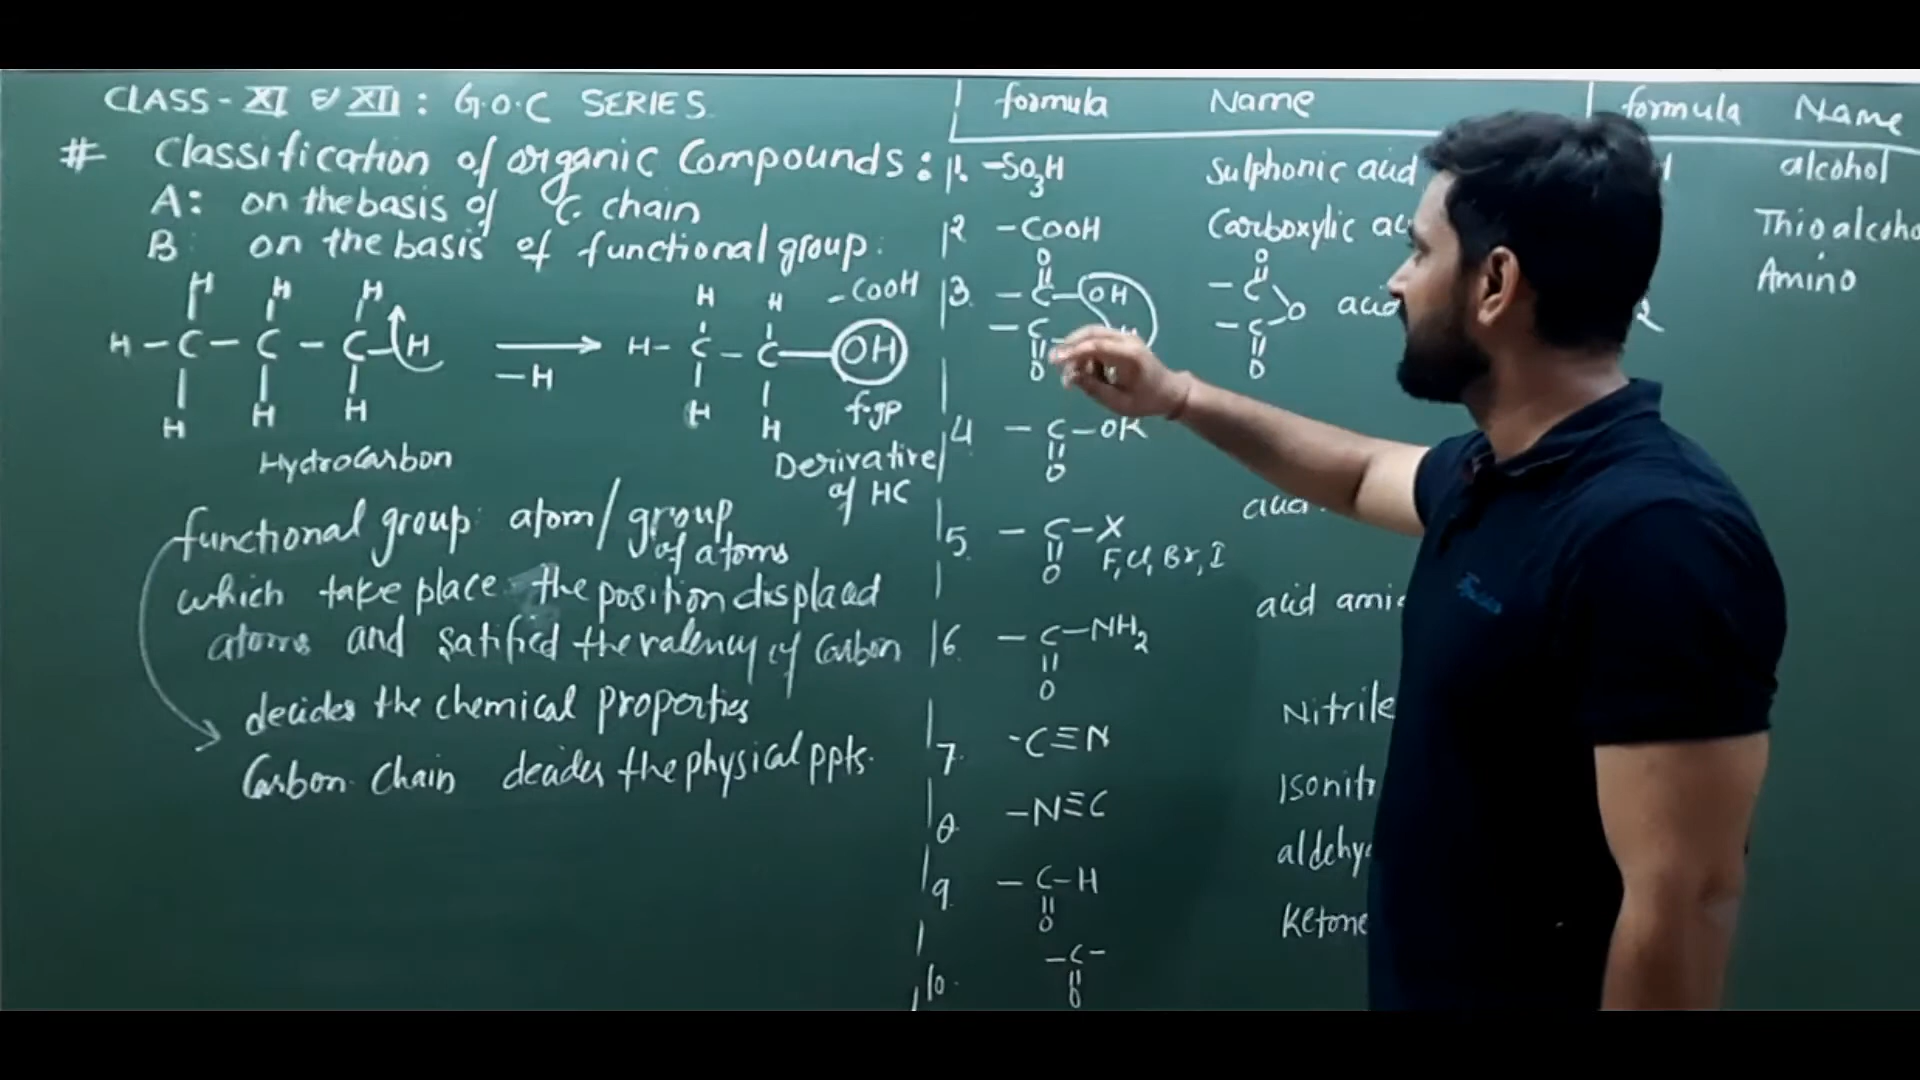 CLASS - XI & XII : G.O.C SERIES
# Classification of organic Compounds :
A: on the basis of C. chain
B: on the basis of functional group:
H H H
H - C - C - C - H
H H H
Hydrocarbon
- H
- COOH
H H
H - C - C - OH
H H
f.gp
Derivative
of HC
functional group: atom/group
of atoms
which take place the position displaced
atoms and satified the valency of Carbon
decides the chemical properties
Carbon Chain decides the physical ppts.
formula Name formula Name
1. -SO3H Sulphonic acid alcohol
2 - COOH Carboxylic Thioalcoho
Amino
3. O
- C - OH
- C
O
O
- C
O acid
- C
O
4 - C - OR
O
5. - C - X
O F, Cl, Br, I
6. - C - NH2 acid
O
7. - C ≡ N Nitrile
8. - N ≡ C Isonitr
9. - C - H aldehy
O
10. - C - Ketone
O